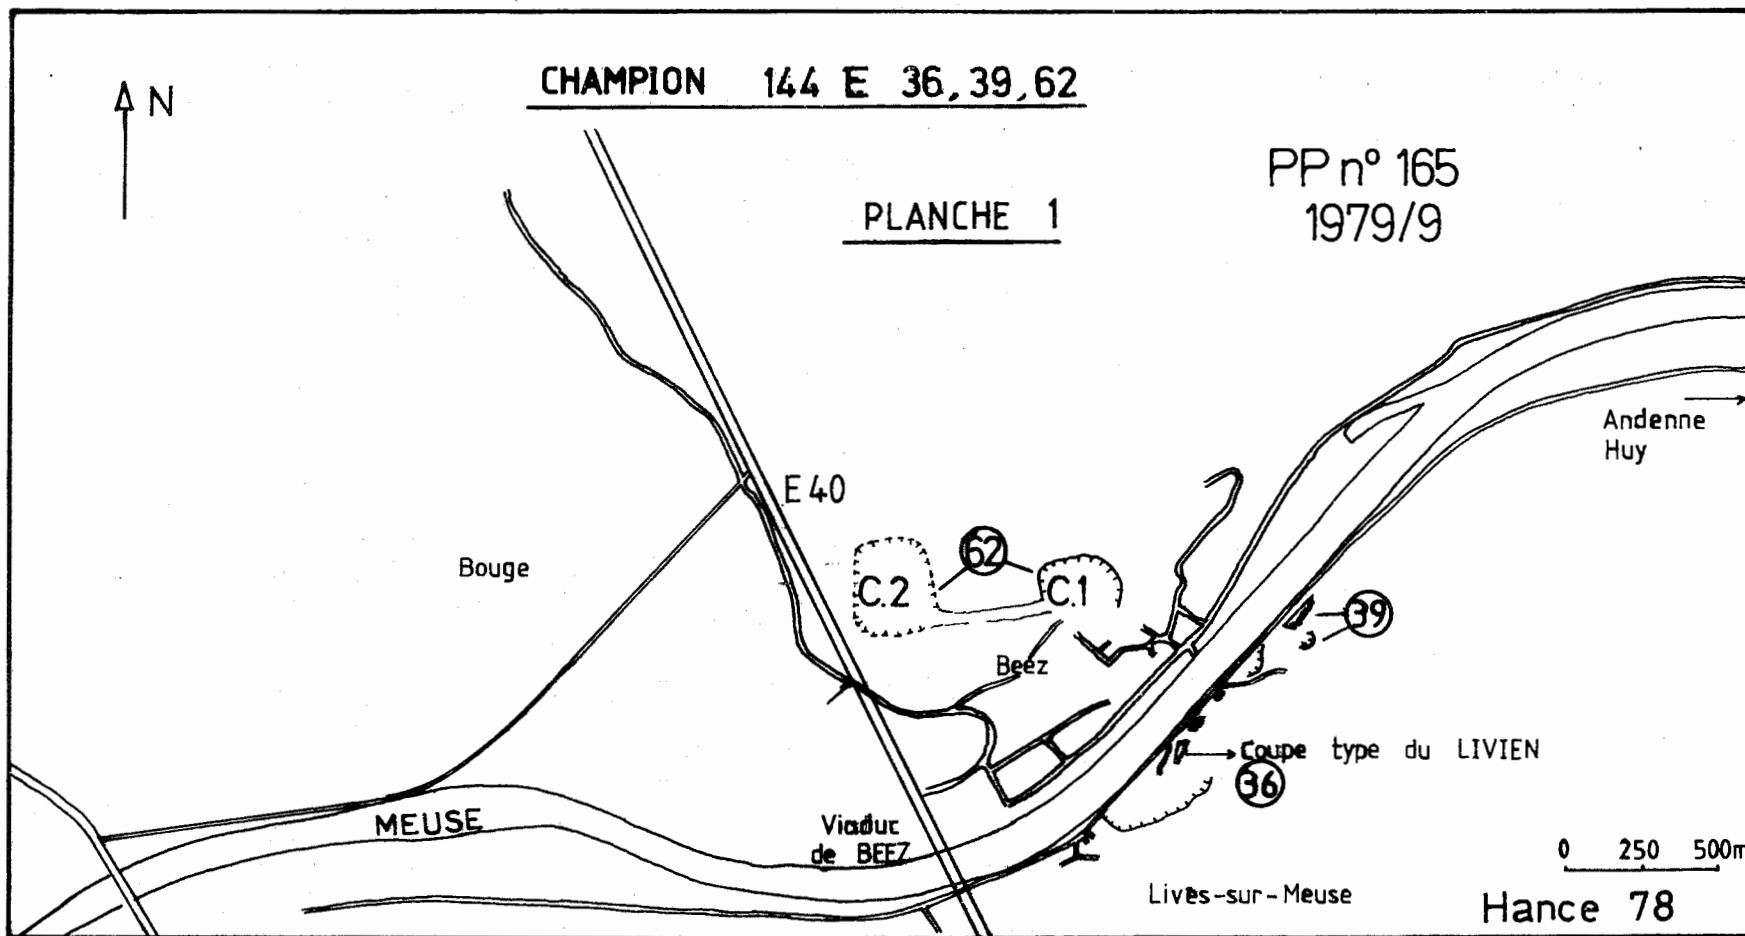 CHAMPION 144 E 36,39,62
N
PP nº 165
1979/9
PLANCHE 1
Andenne
Huy
E 40
62
Bouge
C.2
C.1
39
Beez
Coupe type du LIVIEN
36
MEUSE
Viaduc
de BEEZ
0 250 500m
Lives-sur-Meuse
Hance 78